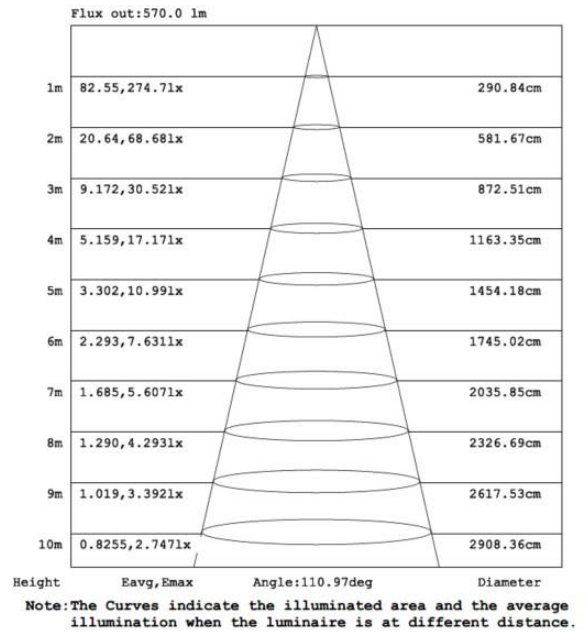 Flux out:570.0 lm
1m 82.55,274.7lx 290.84cm
2m 20.64,68.68lx 581.67cm
3m 9.172,30.52lx 872.51cm
4m 5.159,17.17lx 1163.35cm
5m 3.302,10.99lx 1454.18cm
6m 2.293,7.631lx 1745.02cm
7m 1.685,5.607lx 2035.85cm
8m 1.290,4.293lx 2326.69cm
9m 1.019,3.392lx 2617.53cm
10m 0.8255,2.747lx 2908.36cm
Height Eavg,Emax Angle:110.97deg Diameter
Note:The Curves indicate the illuminated area and the average
illumination when the luminaire is at different distance.